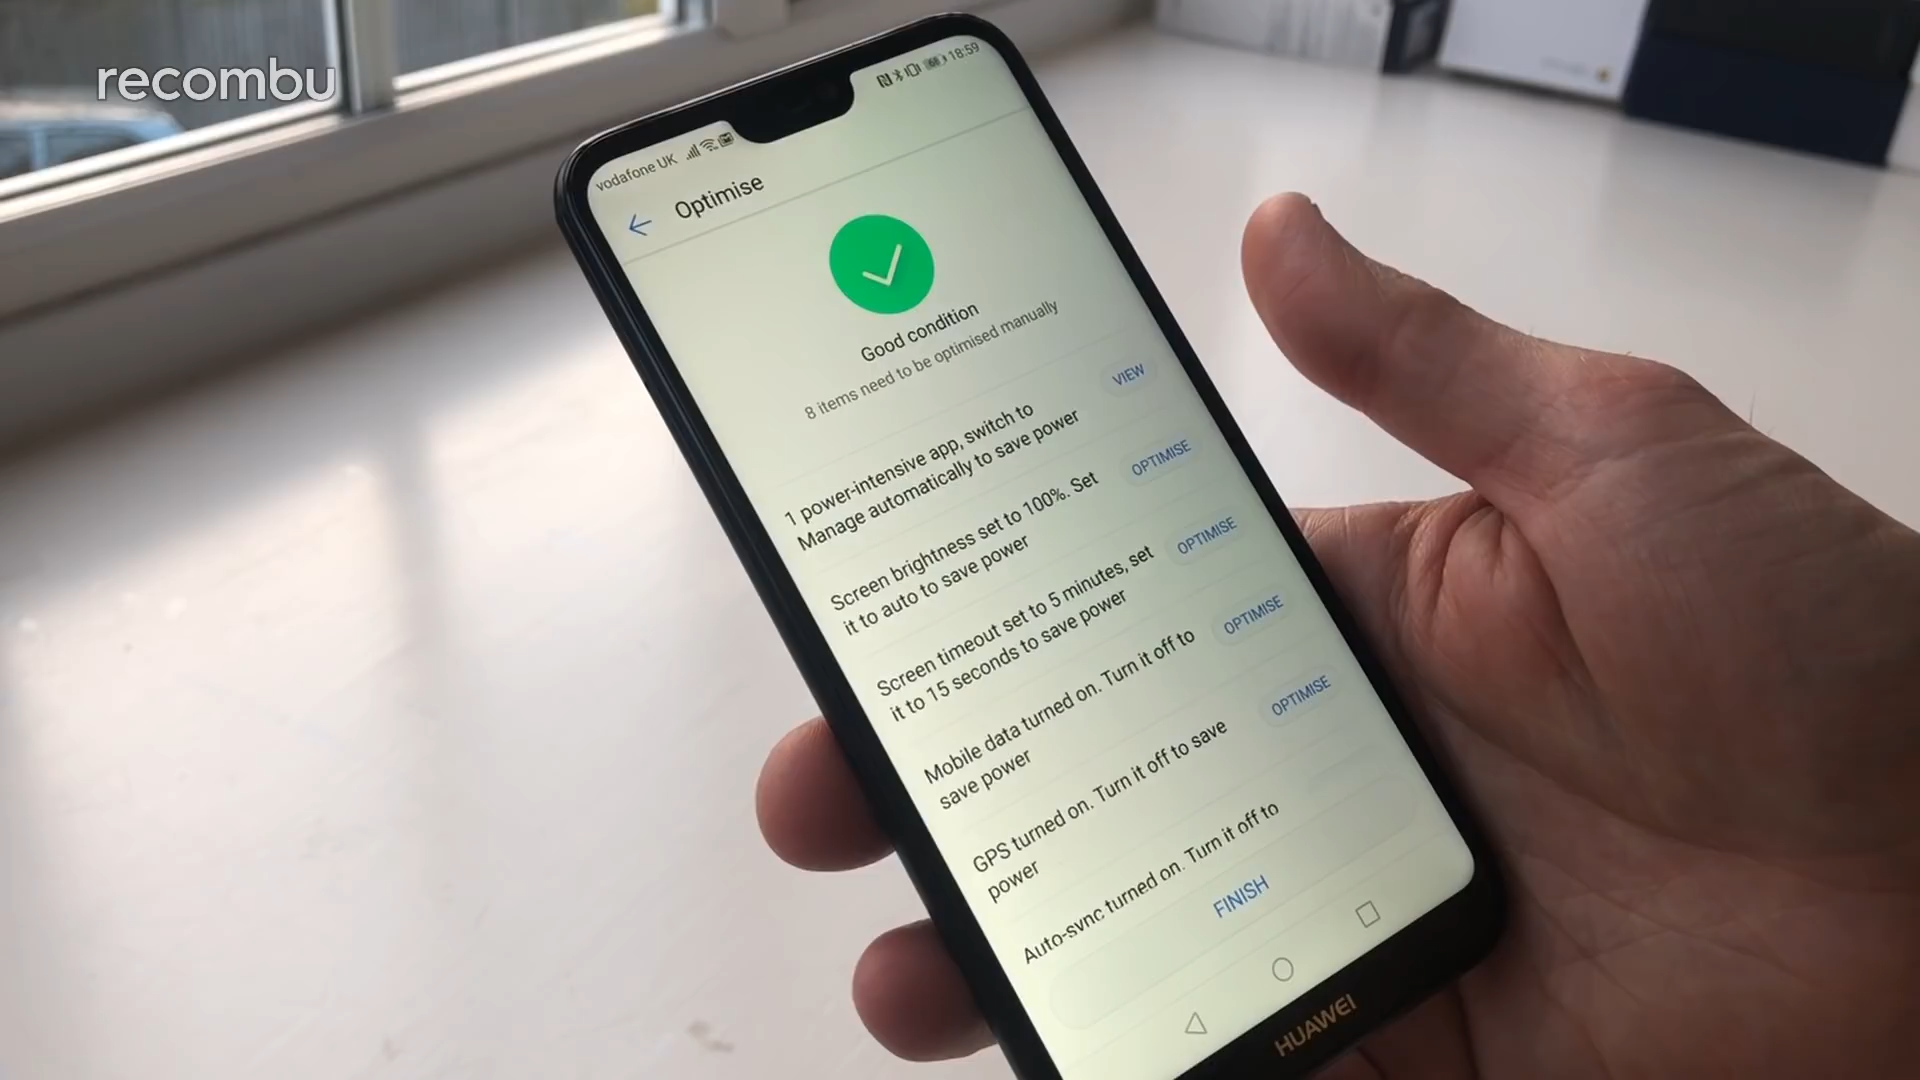 recombu
vodafone UK
18:59
Optimise
Good condition
8 items need to be optimised manually
1 power-intensive app, switch to
Manage automatically to save power
VIEW
Screen brightness set to 100%. Set
it to auto to save power
OPTIMISE
Screen timeout set to 5 minutes, set
it to 15 seconds to save power
OPTIMISE
Mobile data turned on. Turn it off to
save power
OPTIMISE
GPS turned on. Turn it off to save
power
OPTIMISE
Auto-sync turned on. Turn it off to
FINISH
HUAWEI